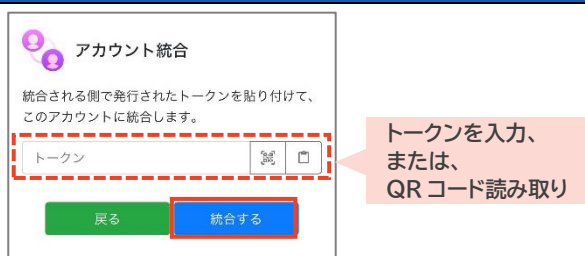 アカウント統合
統合される側で発行されたトークンを貼り付けて、
このアカウントに統合します。
トークン
戻る
統合する
トークンを入力、
または、
QR コード読み取り